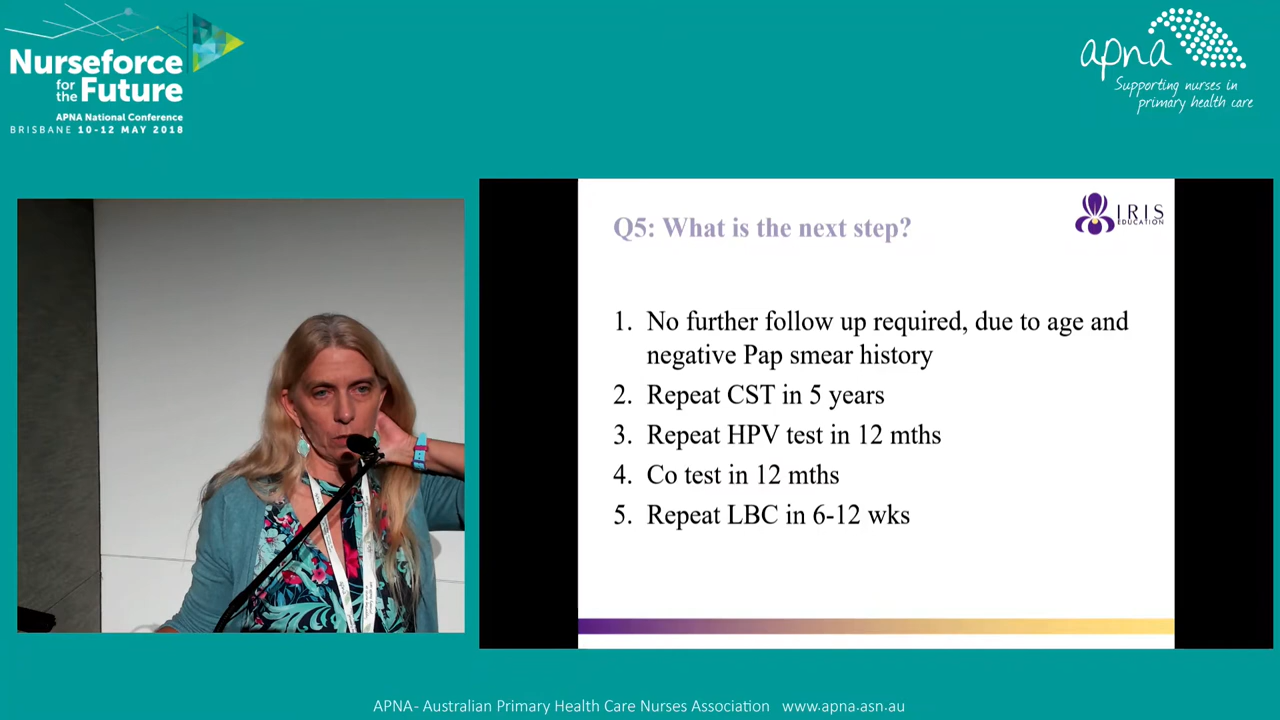 Nurseforce
for the Future
APNA National Conference
BRISBANE 10-12 MAY 2018
apna
Supporting nurses in
primary health care
IRIS
EDUCATION
Q5: What is the next step?
1. No further follow up required, due to age and
negative Pap smear history
2. Repeat CST in 5 years
3. Repeat HPV test in 12 mths
4. Co test in 12 mths
5. Repeat LBC in 6-12 wks
APNA- Australian Primary Health Care Nurses Association www.apna.asn.au